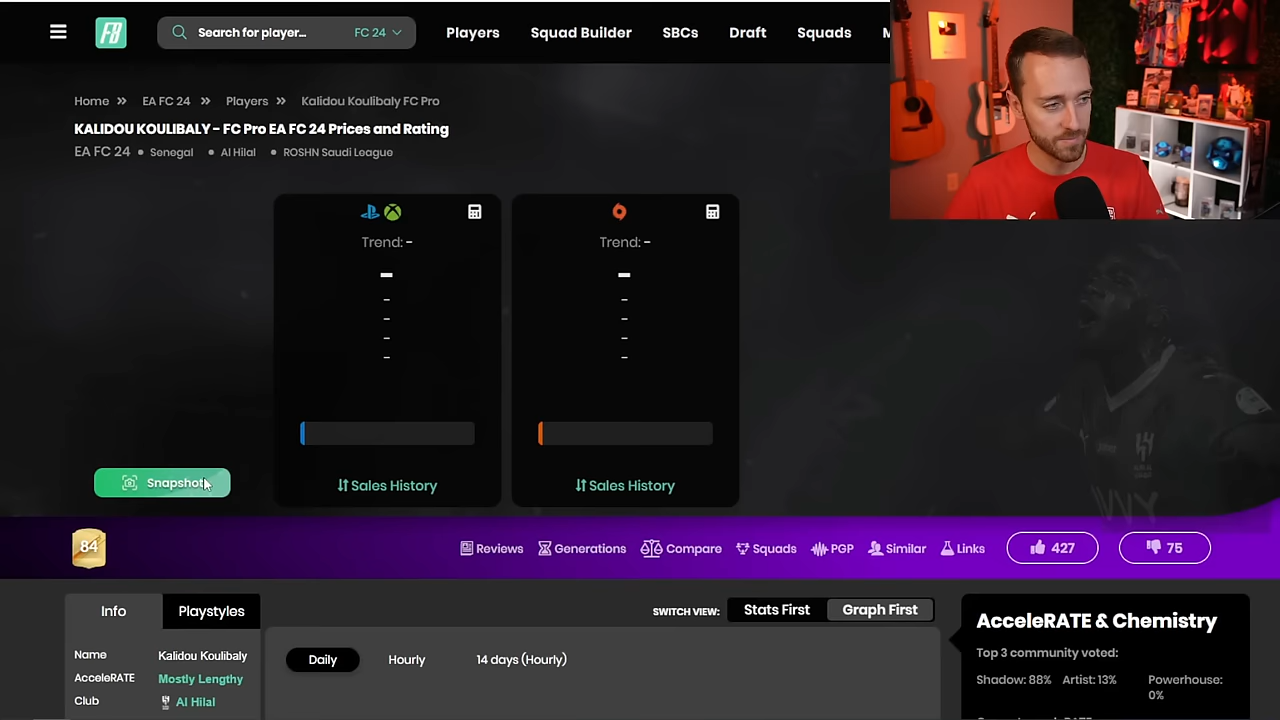 FB
Search for player...
FC 24
Players
Squad Builder
SBCs
Draft
Squads
M
Home » EA FC 24 » Players » Kalidou Koulibaly FC Pro
KALIDOU KOULIBALY - FC Pro EA FC 24 Prices and Rating
EA FC 24 • Senegal • Al Hilal • ROSHN Saudi League
Trend: -
Trend: -
-
-
-
-
-
-
-
-
-
-
Snapshot
Sales History
Sales History
84
Reviews
Generations
Compare
Squads
PGP
Similar
Links
427
75
Info
Playstyles
SWITCH VIEW:
Stats First
Graph First
AcceleRATE & Chemistry
Name Kalidou Koulibaly
AcceleRATE Mostly Lengthy
Club Al Hilal
Daily
Hourly
14 days (Hourly)
Top 3 community voted:
Shadow: 88% Artist: 13% Powerhouse: 0%